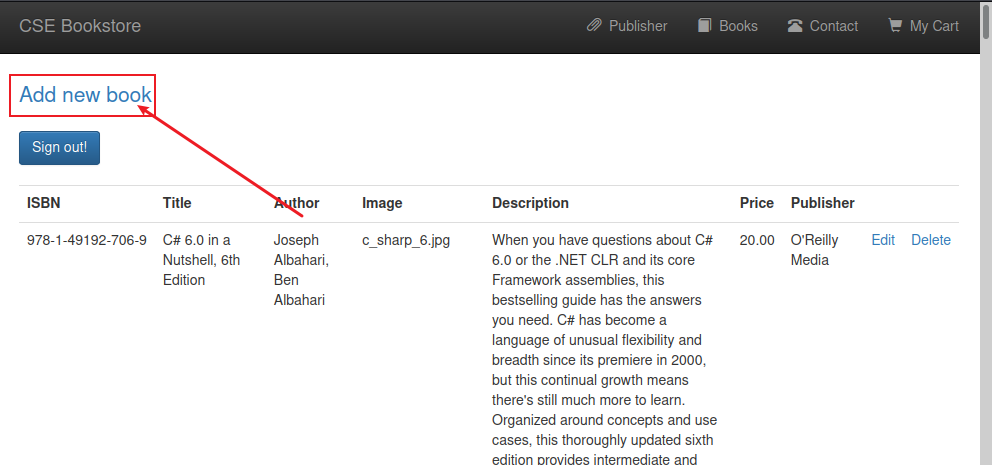 CSE Bookstore
Publisher Books Contact My Cart
Add new book
Sign out!
ISBN Title Author Image Description Price Publisher
978-1-49192-706-9 C# 6.0 in a Joseph c_sharp_6.jpg When you have questions about C# 20.00 O'Reilly Edit Delete
Nutshell, 6th Albahari, 6.0 or the .NET CLR and its core Media
Edition Ben Framework assemblies, this
Albahari bestselling guide has the answers
you need. C# has become a
language of unusual flexibility and
breadth since its premiere in 2000,
but this continual growth means
there's still much more to learn.
Organized around concepts and use
cases, this thoroughly updated sixth
edition provides intermediate and